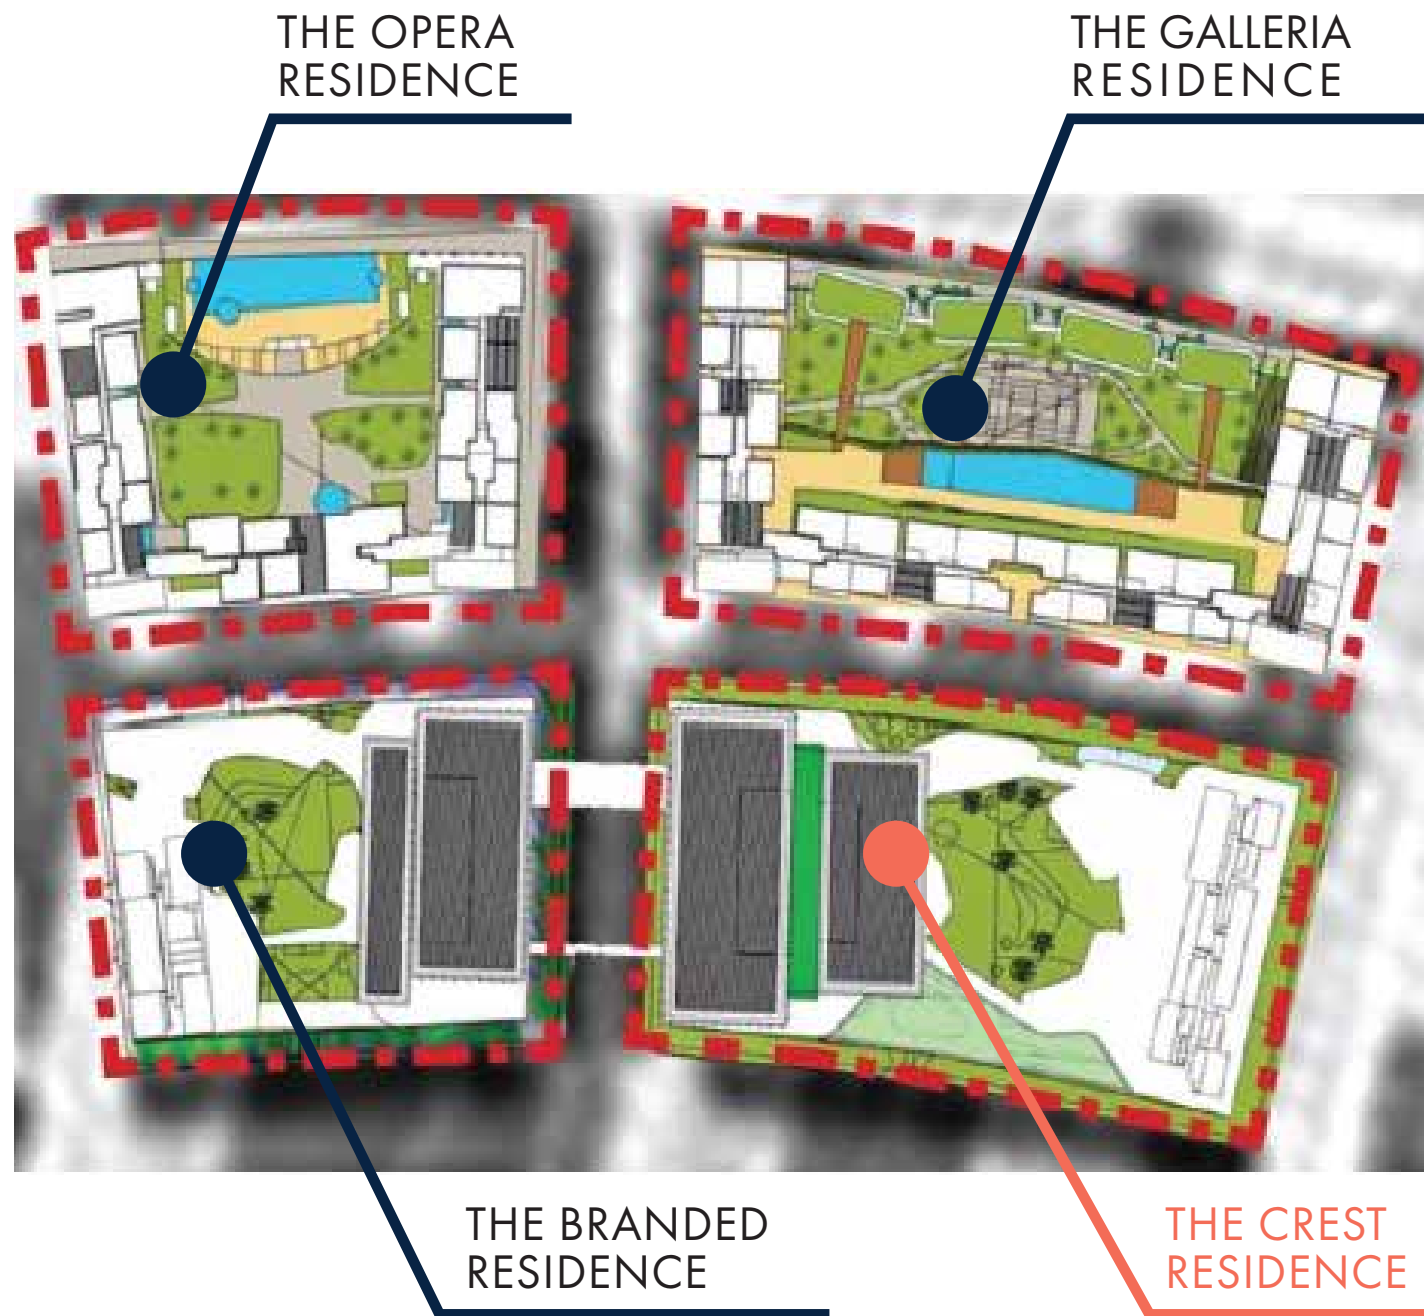 THE OPERA
RESIDENCE
THE GALLERIA
RESIDENCE
THE BRANDED
RESIDENCE
THE CREST
RESIDENCE